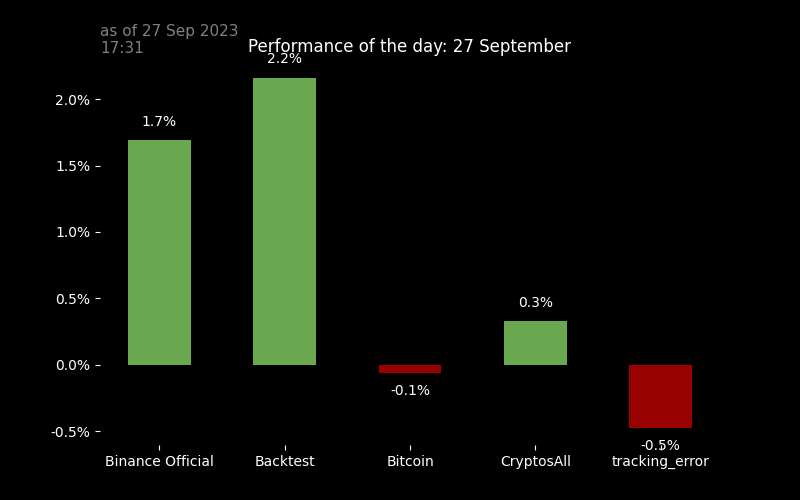 as of 27 Sep 2023
17:31
Performance of the day: 27 September
2.2%
2.0%
1.7%
1.5%
1.0%
0.5%
0.3%
0.0%
-0.1%
-0.5%
-0.5%
Binance Official
Backtest
Bitcoin
CryptosAll
tracking_error